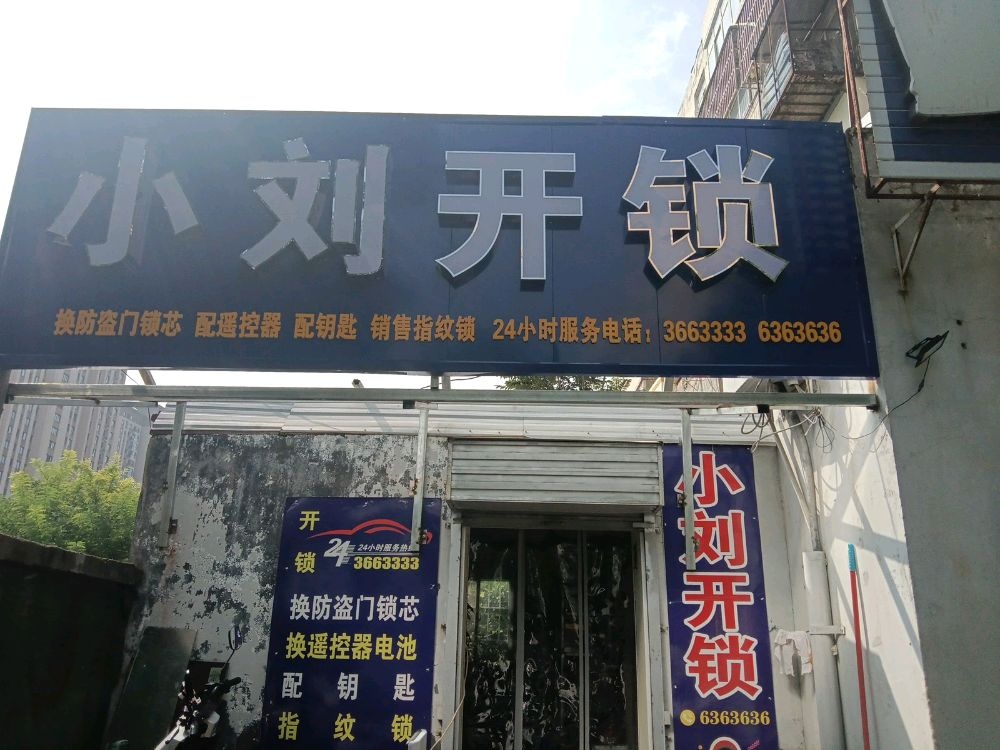 小刘开锁
换防盗门锁芯 配遥控器 配钥匙 销售指纹锁 24小时服务电话：3663333 6363636
开锁
24
24小时服务热线
3663333
换防盗门锁芯
换遥控器电池
配钥匙
指纹锁
小刘开锁
6363636